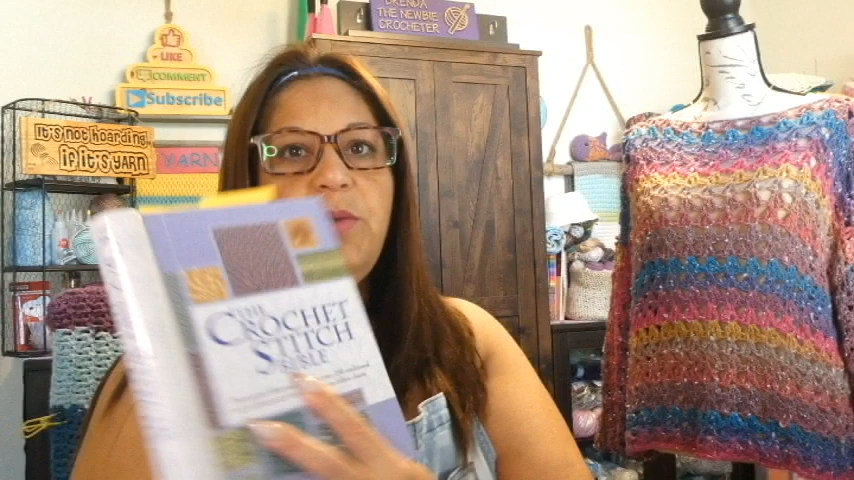 BRENDA
THE NEWBIE
CROCHETER
LIKE
COMMENT
Subscribe
It's not hoarding
if it's yarn
YARN
THE
CROCHET
STITCH
BIBLE